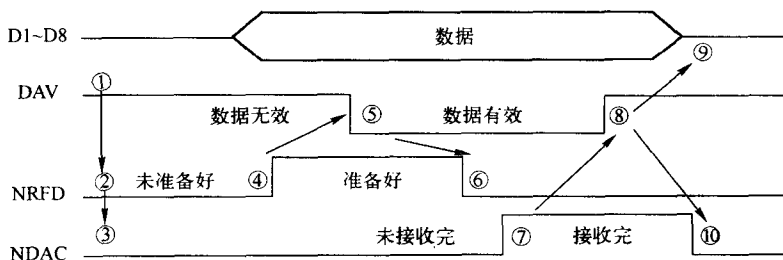 D1~D8 数据 ⑨
DAV ① 数据无效 ⑤ 数据有效 ⑧
NRFD ② 未准备好 ④ 准备好 ⑥
NDAC ③ 未接收完 ⑦ 接收完 ⑩